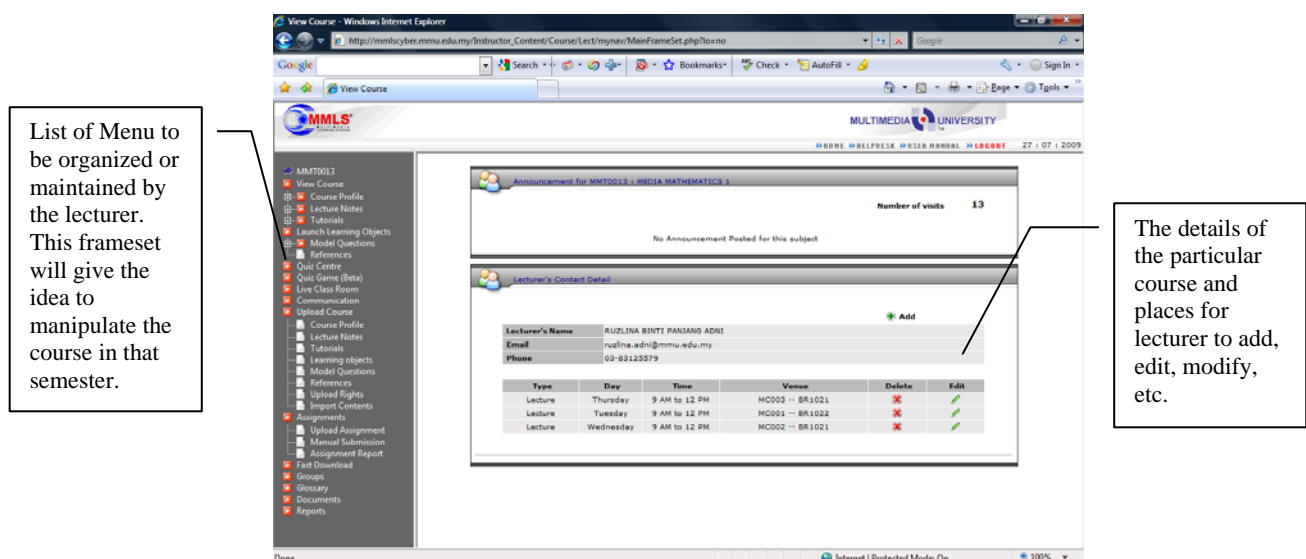 View Course - Windows Internet Explorer
http://mmlscyber.mmu.edu.my/Instructor_Content/Course/Lect/mynav/MainFrameSet.php?lo=no
Google
Google
Search
Bookmarks
Check
AutoFill
Sign In
View Course
Page
Tools
MMLS
MULTIMEDIA UNIVERSITY
HOME HELPDESK USER MANUAL LOGOUT 27 : 07 : 2009
List of Menu to
be organized or
maintained by
the lecturer.
This frameset
will give the
idea to
manipulate the
course in that
semester.
MMT0013
View Course
Course Profile
Lecture Notes
Tutorials
Launch Learning Objects
Model Questions
References
Quiz Centre
Quiz Game (Beta)
Live Class Room
Communication
Upload Course
Course Profile
Lecture Notes
Tutorials
Learning objects
Model Questions
References
Upload Rights
Import Contents
Assignments
Upload Assignment
Manual Submission
Assignment Report
Fast Download
Groups
Glossary
Documents
Reports
Announcement for MMT0013 : MEDIA MATHEMATICS 1
Number of visits 13
No Announcement Posted for this subject
Lecturer's Contact Detail
Add
Lecturer's Name RUZLINA BINTI PANJANG ADNI
Email ruzlina.adni@mmu.edu.my
Phone 03-83125579
Type Day Time Venue Delete Edit
Lecture Thursday 9 AM to 12 PM MC003 -- BR1021
Lecture Tuesday 9 AM to 12 PM MC001 -- BR1022
Lecture Wednesday 9 AM to 12 PM MC002 -- BR1021
The details of
the particular
course and
places for
lecturer to add,
edit, modify,
etc.
Done
Internet | Protected Mode: On
100%